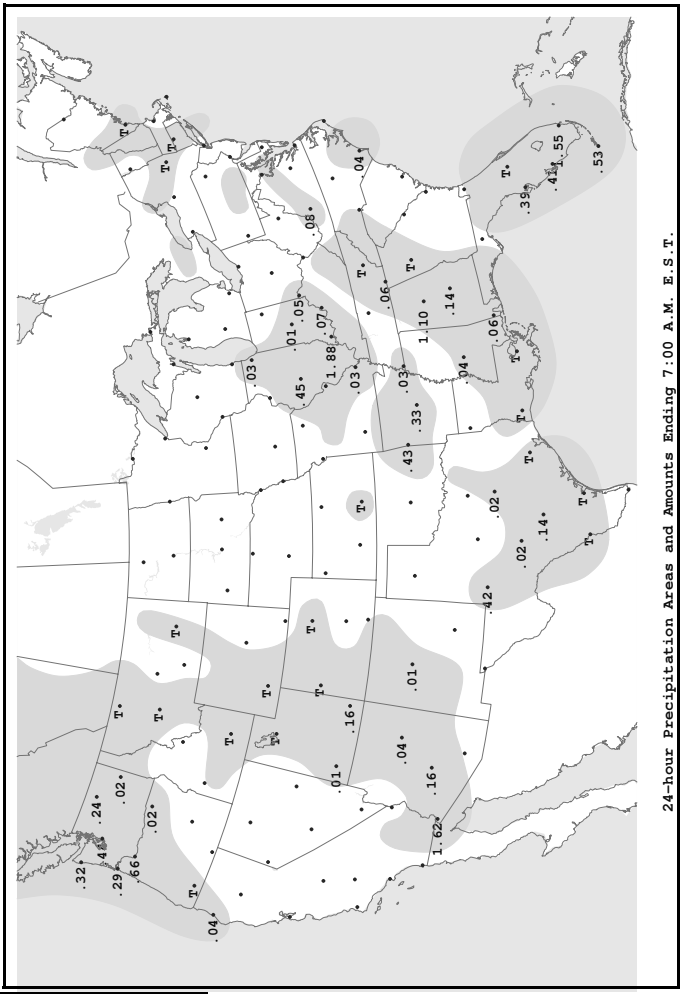 .32
.24
.29
.02
T
T
.66
.02
T
T
T
T
T
.04
T
.03
T
T
.01
.05
.45
.08
T
T
.07
1.88
.01
.16
.03
.04
T
T
.06
.04
.03
.43
T
.01
.33
1.10
.16
1.62
.14
.04
.42
.06
.02
T
T
T
.02
.39
T
.14
.41
1.55
T
T
.53
24-hour Precipitation Areas and Amounts Ending 7:00 A.M. E.S.T.